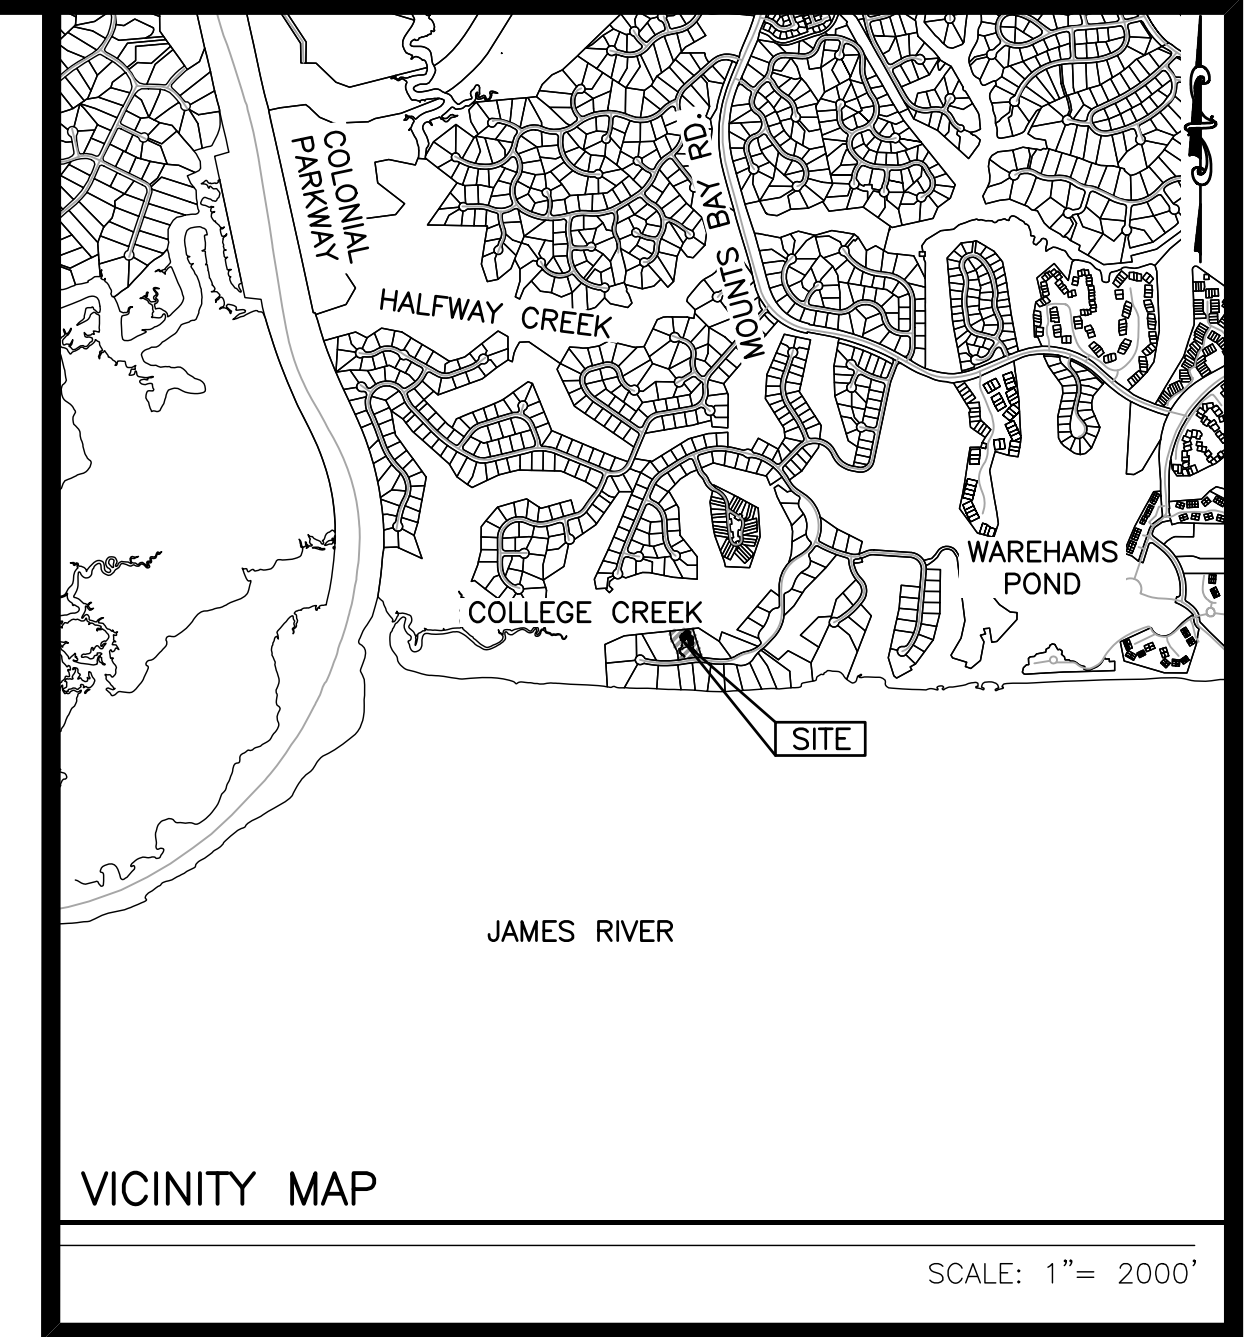 COLONIAL
PARKWAY
MOUNTS BAY RD.
HALFWAY CREEK
WAREHAMS
POND
COLLEGE CREEK
SITE
JAMES RIVER
VICINITY MAP
SCALE: 1"= 2000'